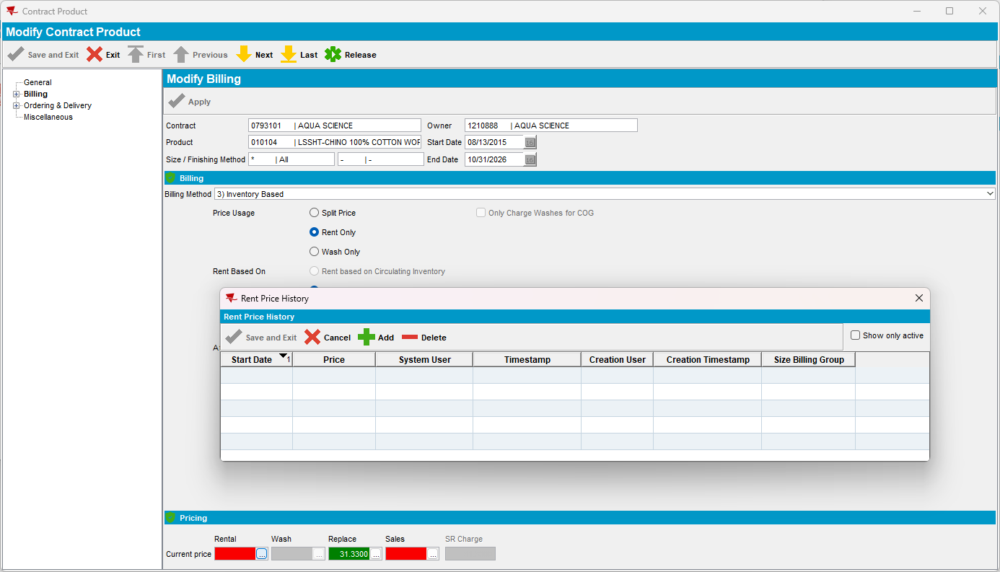 Contract Product
Modify Contract Product
Save and Exit Exit First Previous Next Last Release
General
Billing
Ordering & Delivery
Miscellaneous
Modify Billing
Apply
Contract 0793101 | AQUA SCIENCE Owner 1210888 | AQUA SCIENCE
Product 010104 | LSSHT-CHINO 100% COTTON WOR Start Date 08/13/2015 16
Size / Finishing Method * | All - | - End Date 10/31/2026 16
Billing
Billing Method 3) Inventory Based
Price Usage Split Price Only Charge Washes for COG
Rent Only
Wash Only
Rent Based On Rent based on Circulating Inventory
Rent Price History
Rent Price History
Save and Exit Cancel Add Delete Show only active
Start Date 1 Price System User Timestamp Creation User Creation Timestamp Size Billing Group
Pricing
Rental Wash Replace Sales SR Charge
Current price ... ... 31.3300 ... ...